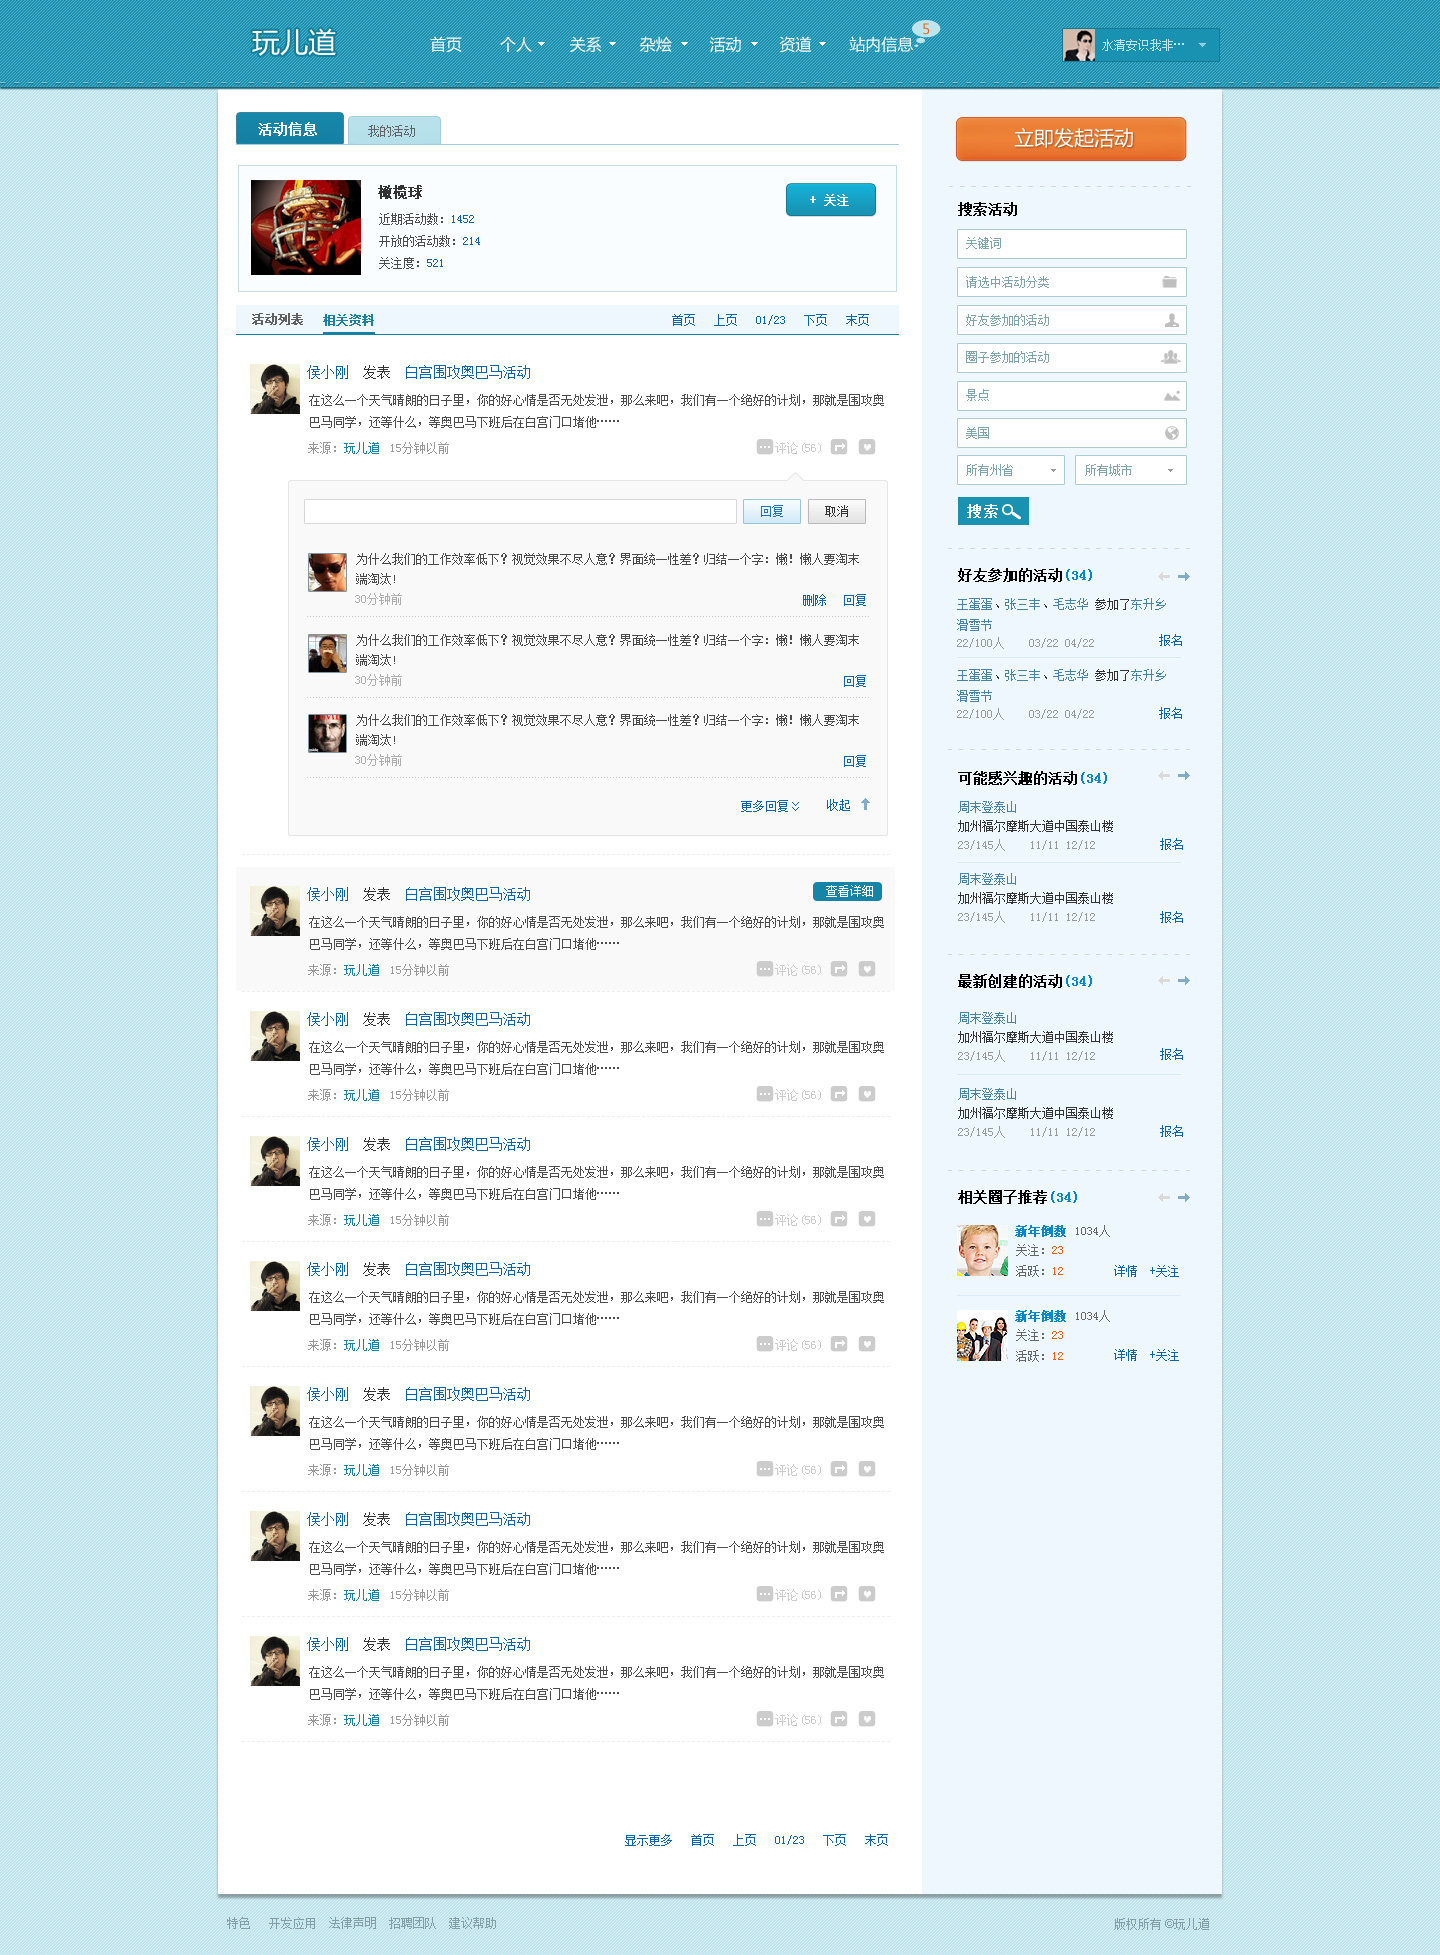 玩儿道
首页 个人 关系 杂烩 活动 资道 站内信息 5
水清安识我非…
活动信息 我的活动
橄榄球
+ 关注
近期活动数：1452
开放的活动数：214
关注度：521
活动列表 相关资料 首页 上页 01/23 下页 末页
侯小刚 发表 白宫围攻奥巴马活动
在这么一个天气晴朗的日子里，你的好心情是否无处发泄，那么来吧，我们有一个绝好的计划，那就是围攻奥
巴马同学，还等什么，等奥巴马下班后在白宫门口堵他……
来源：玩儿道 15分钟以前 评论(56)
回复 取消
为什么我们的工作效率低下？视觉效果不尽人意？界面统一性差？归结一个字：懒！懒人要淘末
端淘汰！
30分钟前 删除 回复
为什么我们的工作效率低下？视觉效果不尽人意？界面统一性差？归结一个字：懒！懒人要淘末
端淘汰！
30分钟前 回复
为什么我们的工作效率低下？视觉效果不尽人意？界面统一性差？归结一个字：懒！懒人要淘末
端淘汰！
30分钟前 回复
更多回复 收起
侯小刚 发表 白宫围攻奥巴马活动 查看详细
在这么一个天气晴朗的日子里，你的好心情是否无处发泄，那么来吧，我们有一个绝好的计划，那就是围攻奥
巴马同学，还等什么，等奥巴马下班后在白宫门口堵他……
来源：玩儿道 15分钟以前 评论(56)
侯小刚 发表 白宫围攻奥巴马活动
在这么一个天气晴朗的日子里，你的好心情是否无处发泄，那么来吧，我们有一个绝好的计划，那就是围攻奥
巴马同学，还等什么，等奥巴马下班后在白宫门口堵他……
来源：玩儿道 15分钟以前 评论(56)
侯小刚 发表 白宫围攻奥巴马活动
在这么一个天气晴朗的日子里，你的好心情是否无处发泄，那么来吧，我们有一个绝好的计划，那就是围攻奥
巴马同学，还等什么，等奥巴马下班后在白宫门口堵他……
来源：玩儿道 15分钟以前 评论(56)
侯小刚 发表 白宫围攻奥巴马活动
在这么一个天气晴朗的日子里，你的好心情是否无处发泄，那么来吧，我们有一个绝好的计划，那就是围攻奥
巴马同学，还等什么，等奥巴马下班后在白宫门口堵他……
来源：玩儿道 15分钟以前 评论(56)
侯小刚 发表 白宫围攻奥巴马活动
在这么一个天气晴朗的日子里，你的好心情是否无处发泄，那么来吧，我们有一个绝好的计划，那就是围攻奥
巴马同学，还等什么，等奥巴马下班后在白宫门口堵他……
来源：玩儿道 15分钟以前 评论(56)
侯小刚 发表 白宫围攻奥巴马活动
在这么一个天气晴朗的日子里，你的好心情是否无处发泄，那么来吧，我们有一个绝好的计划，那就是围攻奥
巴马同学，还等什么，等奥巴马下班后在白宫门口堵他……
来源：玩儿道 15分钟以前 评论(56)
侯小刚 发表 白宫围攻奥巴马活动
在这么一个天气晴朗的日子里，你的好心情是否无处发泄，那么来吧，我们有一个绝好的计划，那就是围攻奥
巴马同学，还等什么，等奥巴马下班后在白宫门口堵他……
来源：玩儿道 15分钟以前 评论(56)
显示更多 首页 上页 01/23 下页 末页
立即发起活动
搜索活动
关键词
请选中活动分类
好友参加的活动
圈子参加的活动
景点
美国
所有州省 所有城市
搜索
好友参加的活动(34)
王蛋蛋、张三丰、毛志华 参加了东升乡
滑雪节
22/100人 03/22 04/22 报名
王蛋蛋、张三丰、毛志华 参加了东升乡
滑雪节
22/100人 03/22 04/22 报名
可能感兴趣的活动(34)
周末登泰山
加州福尔摩斯大道中国泰山楼
23/145人 11/11 12/12 报名
周末登泰山
加州福尔摩斯大道中国泰山楼
23/145人 11/11 12/12 报名
最新创建的活动(34)
周末登泰山
加州福尔摩斯大道中国泰山楼
23/145人 11/11 12/12 报名
周末登泰山
加州福尔摩斯大道中国泰山楼
23/145人 11/11 12/12 报名
相关圈子推荐(34)
新年倒数 1034人
关注：23
活跃：12 详情 +关注
新年倒数 1034人
关注：23
活跃：12 详情 +关注
特色 开发应用 法律声明 招聘团队 建议帮助 版权所有 ©玩儿道